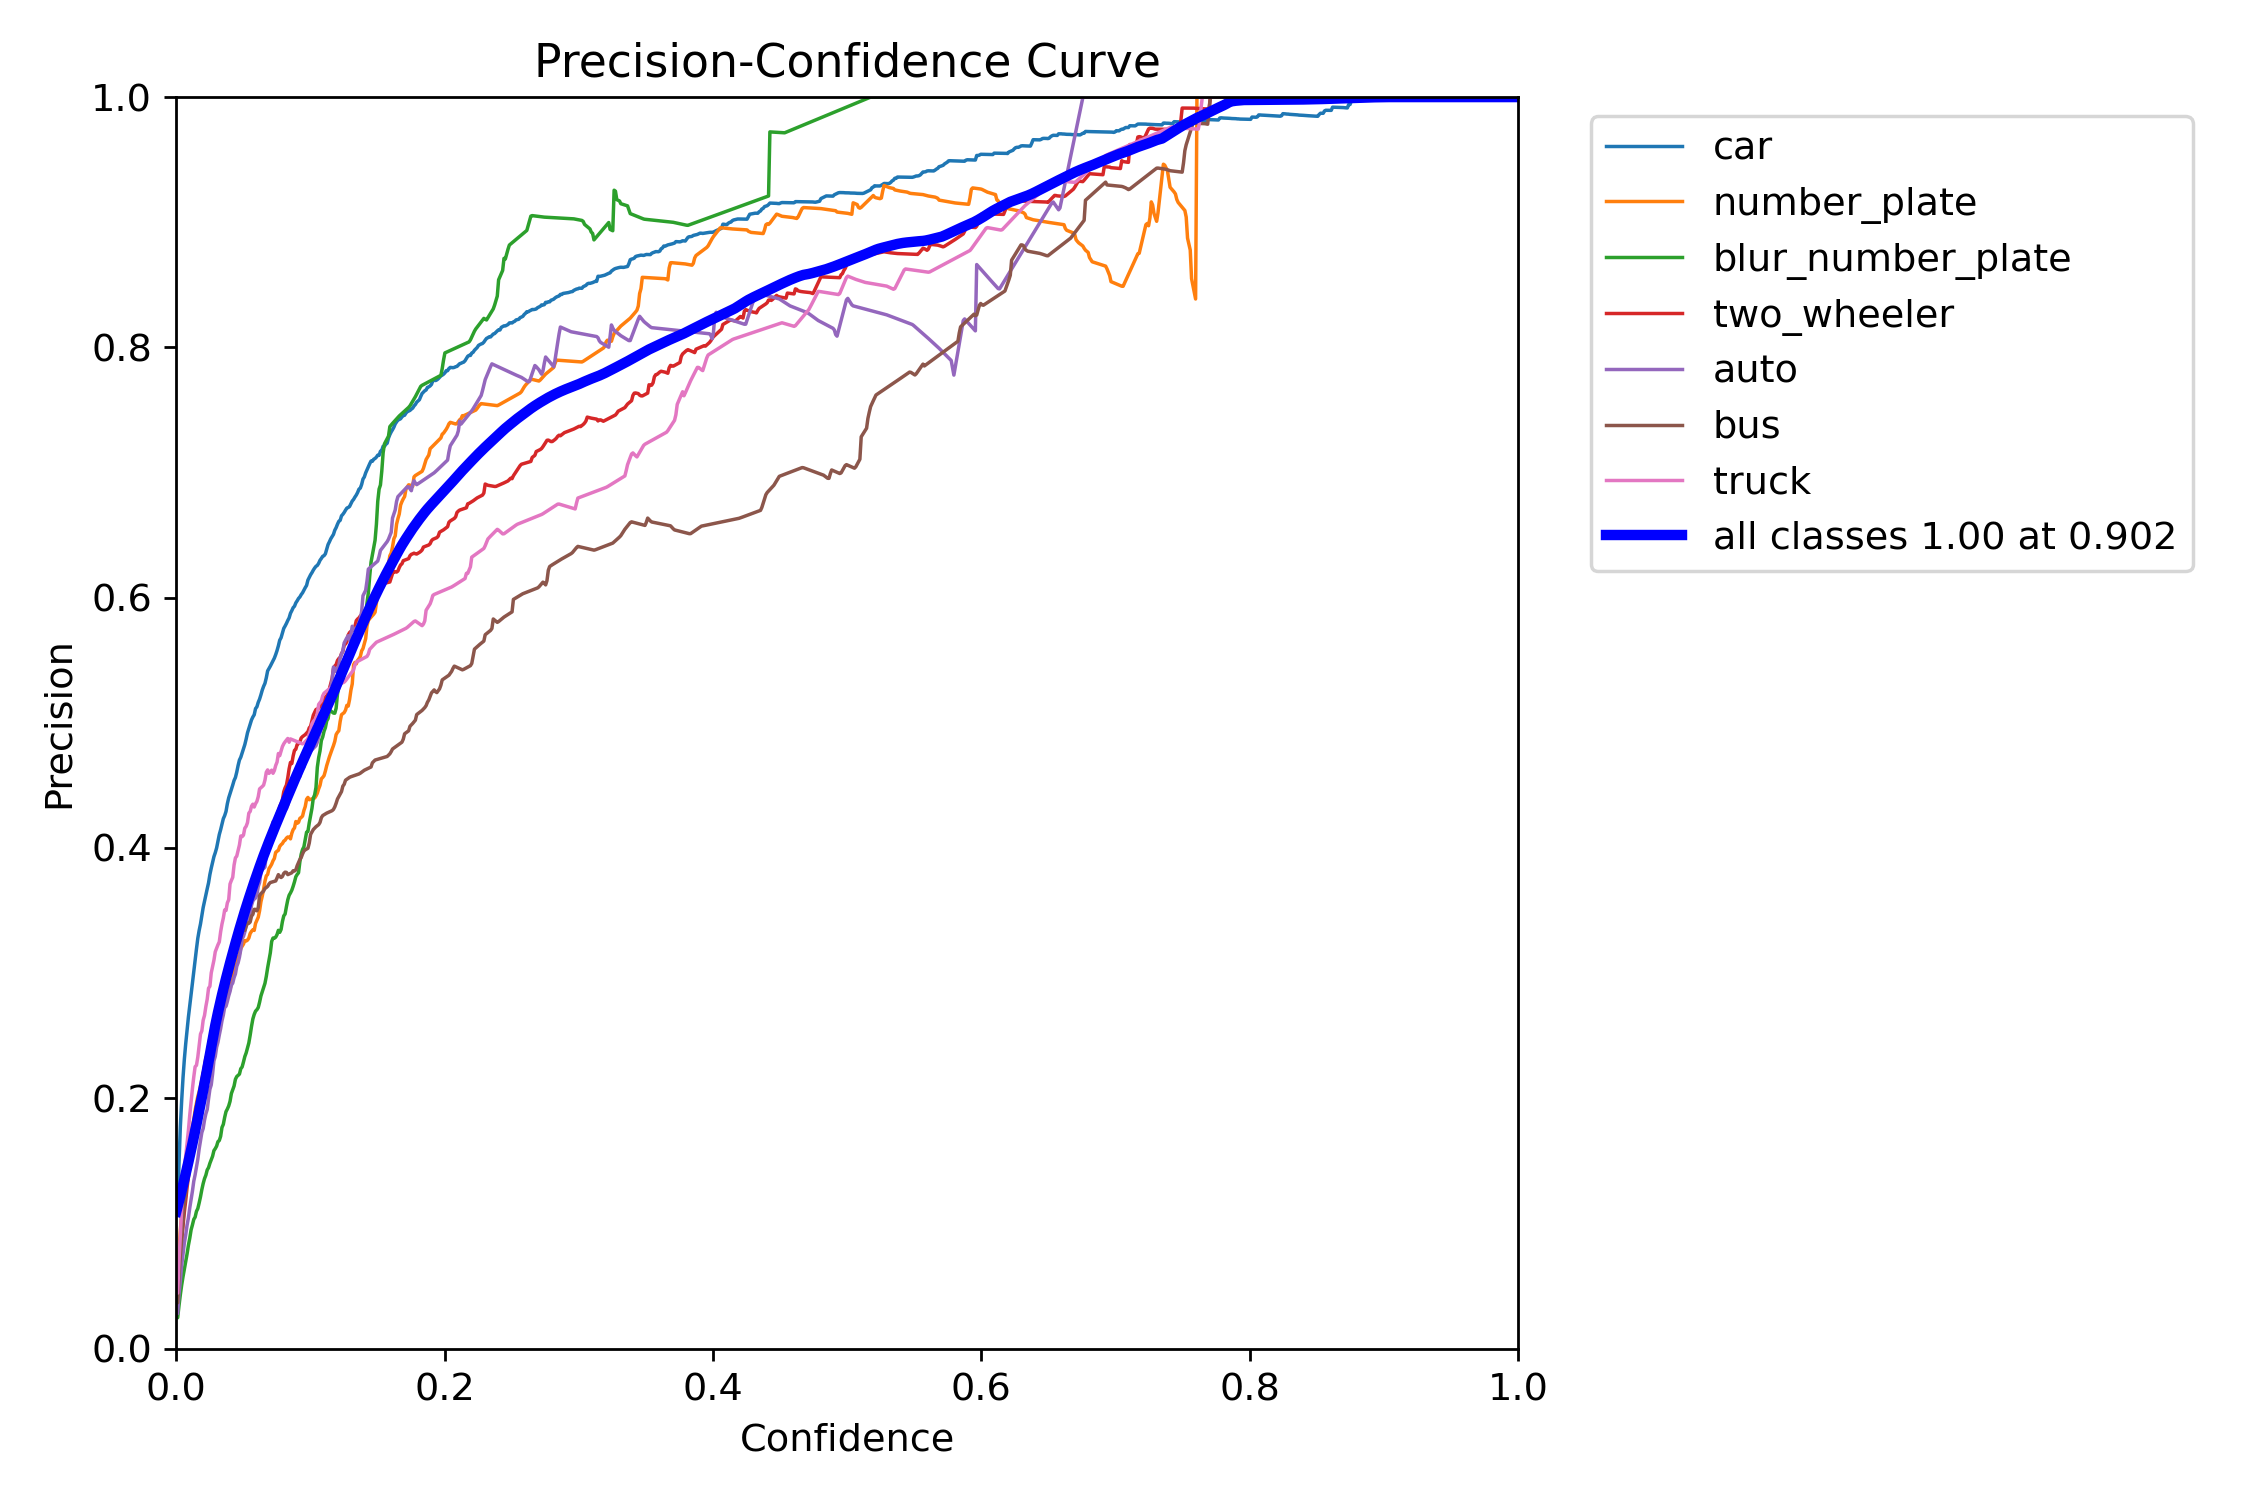 Precision-Confidence Curve
1.0
0.8
0.6
0.4
0.2
0.0
Precision
0.0 0.2 0.4 0.6 0.8 1.0
Confidence
car
number_plate
blur_number_plate
two_wheeler
auto
bus
truck
all classes 1.00 at 0.902